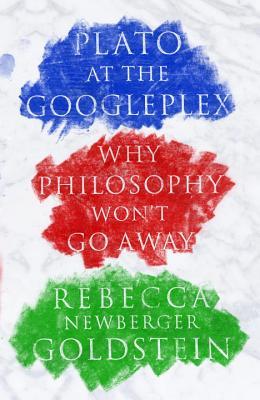 PLATO
AT THE
GOOGLEPLEX
WHY
PHILOSOPHY
WON'T
GO AWAY
REBECCA
NEWBERGER
GOLDSTEIN